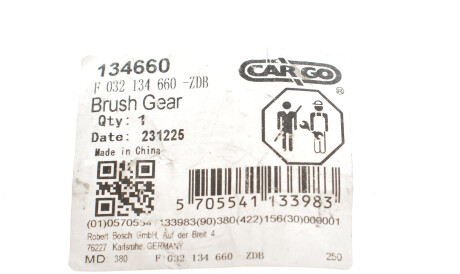 134660
CARGO ®
F 032 134 660 -ZDB
Brush Gear
Qty: 1
Date: 231225
Made in China
5 705541 133983
(01)0570554 133983(90)380(422)156(30)000001
Robert Bosch GmbH, Auf der Breit 4
76227 Karlsruhe GERMANY
MD 380 F 032 134 660 ZDB 250